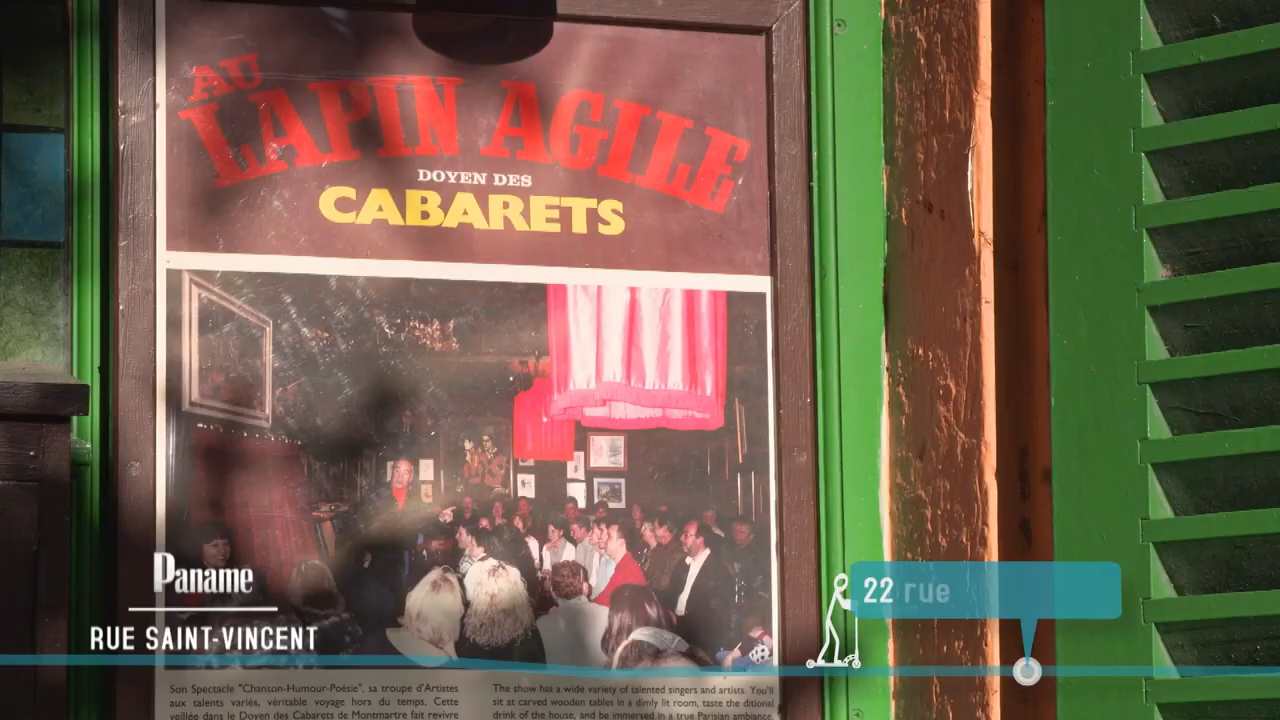 AU
LAPIN AGILE
DOYEN DES
CABARETS
Paname
RUE SAINT-VINCENT
22 rue
Son Spectacle "Chanson-Humour-Poésie", sa troupe d'Artistes
aux talents variés, véritable voyage hors du temps. Cette
veillée dans le Doyen des Cabarets de Montmartre fait revivre
The show has a wide variety of talented singers and artists. You'll
sit at carved wooden tables in a dimly lit room, taste the ditional
drink of the house, and be immersed in a true Parisian ambiance.